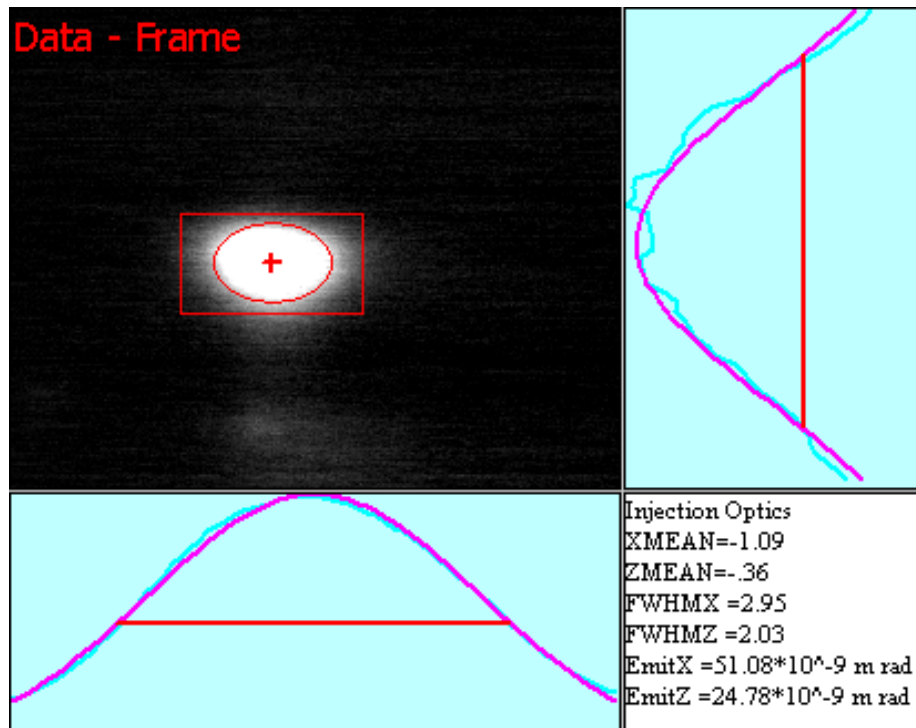 Data - Frame
Injection Optics
XMEAN=-1.09
ZMEAN=-.36
FWHMX =2.95
FWHMZ =2.03
EmitX =51.08*10^-9 m rad
EmitZ =24.78*10^-9 m rad